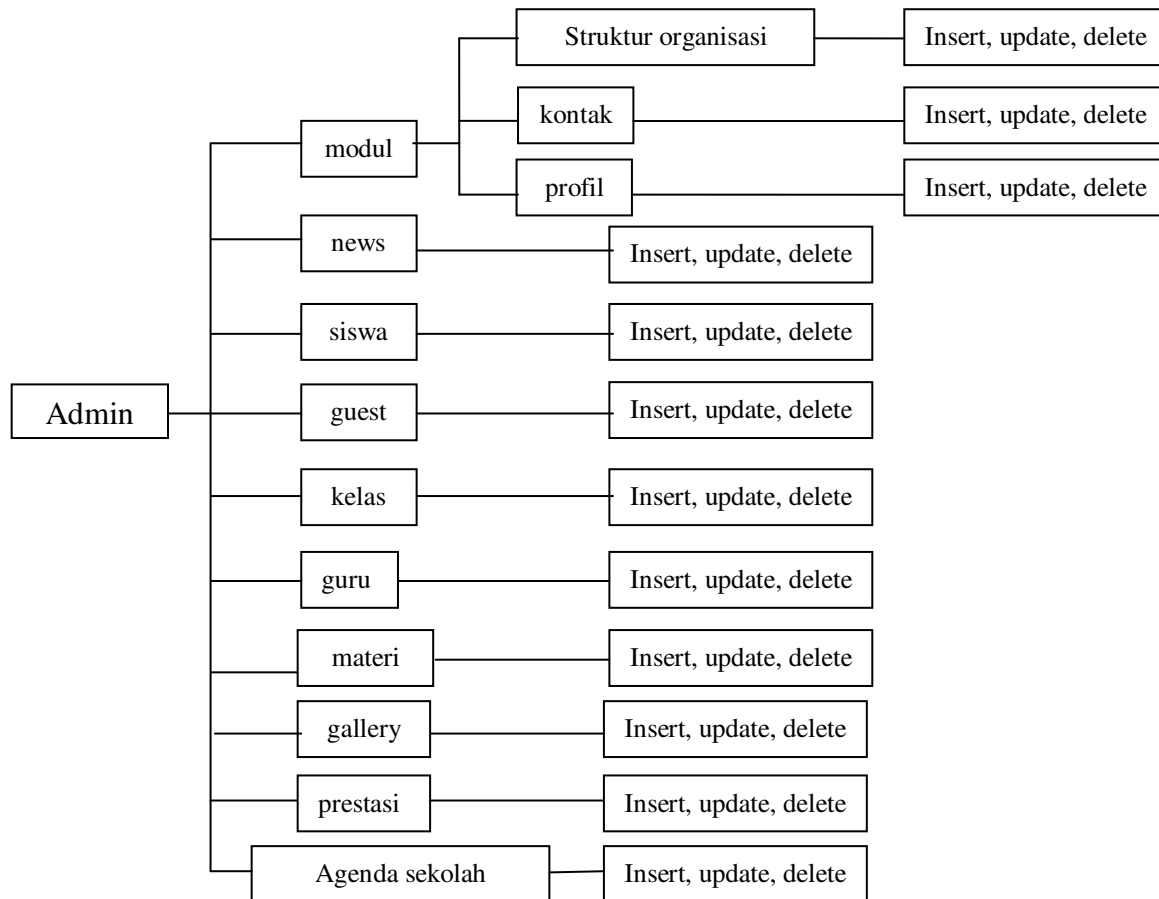 Struktur organisasi
Insert, update, delete
kontak
Insert, update, delete
modul
profil
Insert, update, delete
news
Insert, update, delete
siswa
Insert, update, delete
Admin
guest
Insert, update, delete
kelas
Insert, update, delete
guru
Insert, update, delete
materi
Insert, update, delete
gallery
Insert, update, delete
prestasi
Insert, update, delete
Agenda sekolah
Insert, update, delete